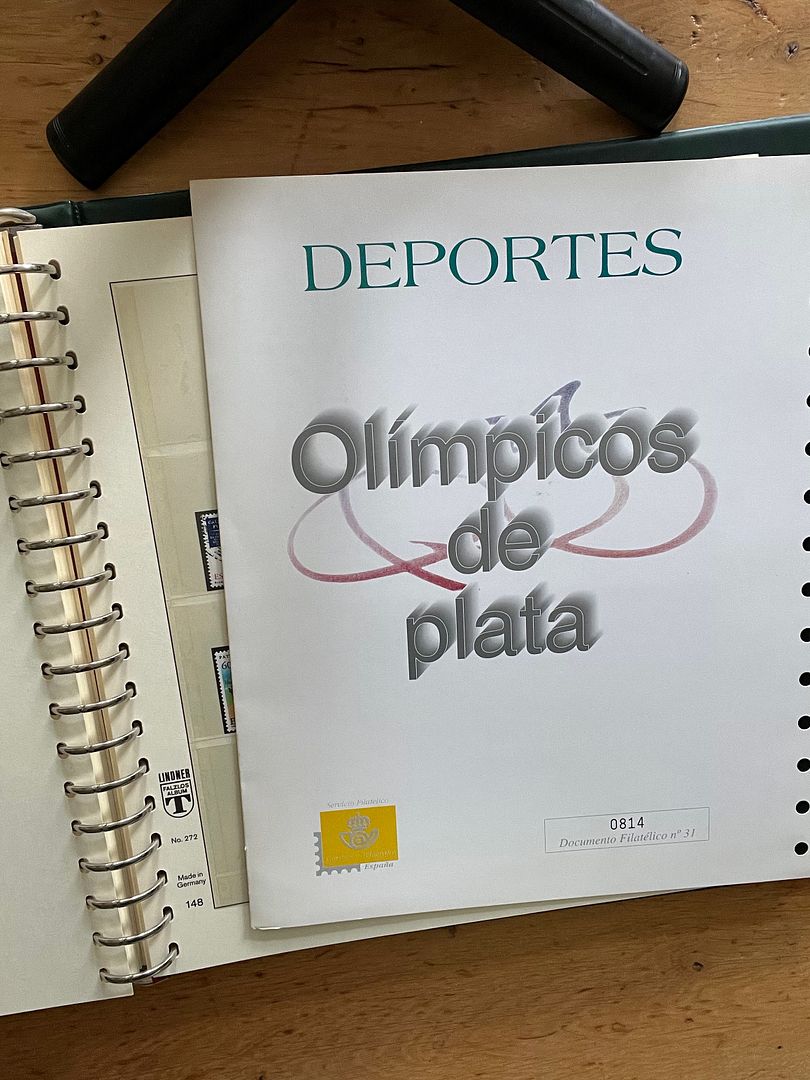 DEPORTES
Olímpicos
de
plata
60
LINDNER
FALZLOS
ALBUM
T
No. 272
Made in
Germany
148
Servicio Filatélico
España
0814
Documento Filatélico nº 31